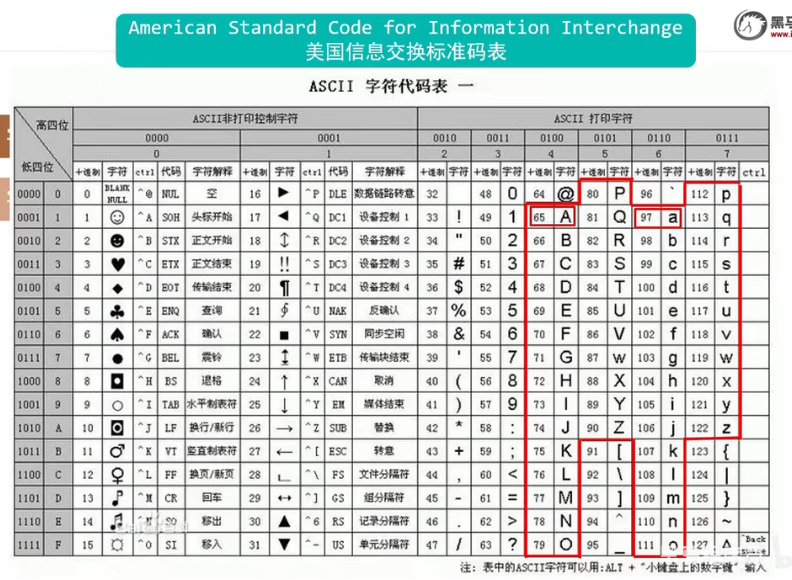 American Standard Code for Information Interchange
美国信息交换标准码表
黑马
www.i
ASCII 字符代码表 一
高四位 ASCII非打印控制字符 ASCII 打印字符
0000 0001 0010 0011 0100 0101 0110 0111
低四位 0 1 2 3 4 5 6 7
十进制 字符 ctrl 代码 字符解释 十进制 字符 ctrl 代码 字符解释 十进制 字符 十进制 字符 十进制 字符 十进制 字符 十进制 字符 十进制 字符 ctrl
0000 0 0 BLANK NULL ^@ NUL 空 16 ► ^P DLE 数据链路转意 32 48 0 64 @ 80 P 96 ` 112 p
0001 1 1 ☺ ^A SOH 头标开始 17 ◄ ^Q DC1 设备控制 1 33 ! 49 1 65 A 81 Q 97 a 113 q
0010 2 2 ☻ ^B STX 正文开始 18 ↕ ^R DC2 设备控制 2 34 " 50 2 66 B 82 R 98 b 114 r
0011 3 3 ♥ ^C ETX 正文结束 19 ‼ ^S DC3 设备控制 3 35 # 51 3 67 C 83 S 99 c 115 s
0100 4 4 ♦ ^D EOT 传输结束 20 ¶ ^T DC4 设备控制 4 36 $ 52 4 68 D 84 T 100 d 116 t
0101 5 5 ♣ ^E ENQ 查询 21 ∮ ^U NAK 反确认 37 % 53 5 69 E 85 U 101 e 117 u
0110 6 6 ♠ ^F ACK 确认 22 ■ ^V SYN 同步空闲 38 & 54 6 70 F 86 V 102 f 118 v
0111 7 7 ● ^G BEL 震铃 23 ↨ ^W ETB 传输块结束 39 ' 55 7 71 G 87 w 103 g 119 w
1000 8 8 ◘ ^H BS 退格 24 ↑ ^X CAN 取消 40 ( 56 8 72 H 88 X 104 h 120 x
1001 9 9 ○ ^I TAB 水平制表符 25 ↓ ^Y EM 媒体结束 41 ) 57 9 73 I 89 Y 105 i 121 y
1010 A 10 ◙ ^J LF 换行/新行 26 → ^Z SUB 替换 42 * 58 : 74 J 90 Z 106 j 122 z
1011 B 11 ♂ ^K VT 竖直制表符 27 ← ^[ ESC 转意 43 + 59 ; 75 K 91 [ 107 k 123 {
1100 C 12 ♀ ^L FF 换页/新页 28 ∟ ^\ FS 文件分隔符 44 , 60 < 76 L 92 \ 108 l 124 |
1101 D 13 ♪ ^M CR 回车 29 ↔ ^] GS 组分隔符 45 - 61 = 77 M 93 ] 109 m 125 }
1110 E 14 SO 移出 30 ▲ ^6 RS 记录分隔符 46 . 62 > 78 N 94 ^ 110 n 126 ~
1111 F 15 ☼ ^O SI 移入 31 ▼ ^- US 单元分隔符 47 / 63 ? 79 O 95 _ 111 o 127 Δ ^Back space
注: 表中的ASCII字符可以用:ALT + "小键盘上的数字键" 输入